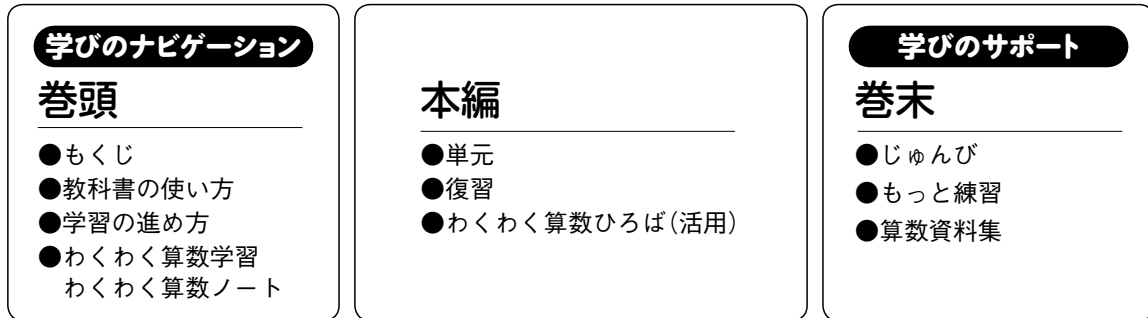 学びのナビゲーション
巻頭
●もくじ
●教科書の使い方
●学習の進め方
●わくわく算数学習
わくわく算数ノート
本編
●単元
●復習
●わくわく算数ひろば(活用)
学びのサポート
巻末
●じゅんび
●もっと練習
●算数資料集